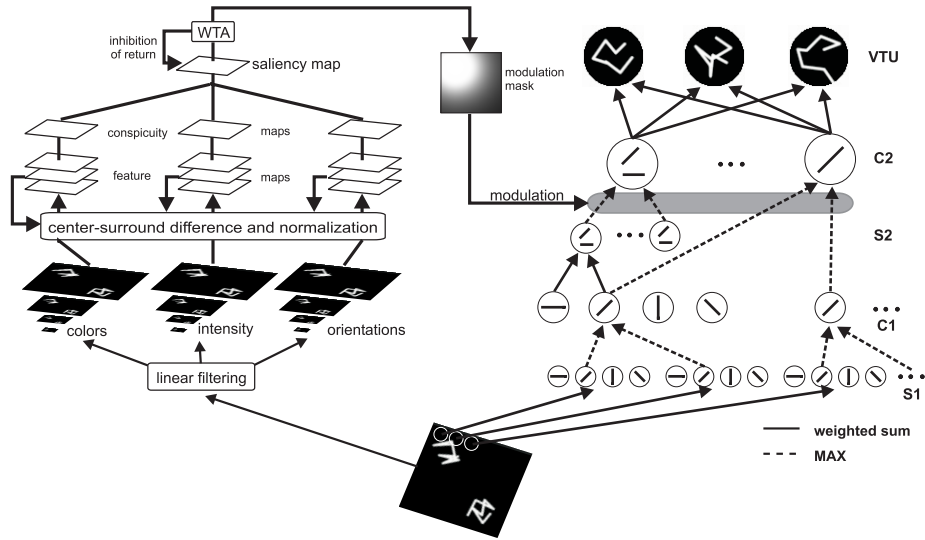 WTA
inhibition
of return
saliency map
modulation
mask
VTU
conspicuity
maps
feature
maps
C2
modulation
center-surround difference and normalization
S2
colors
intensity
orientations
C1
linear filtering
S1
weighted sum
MAX